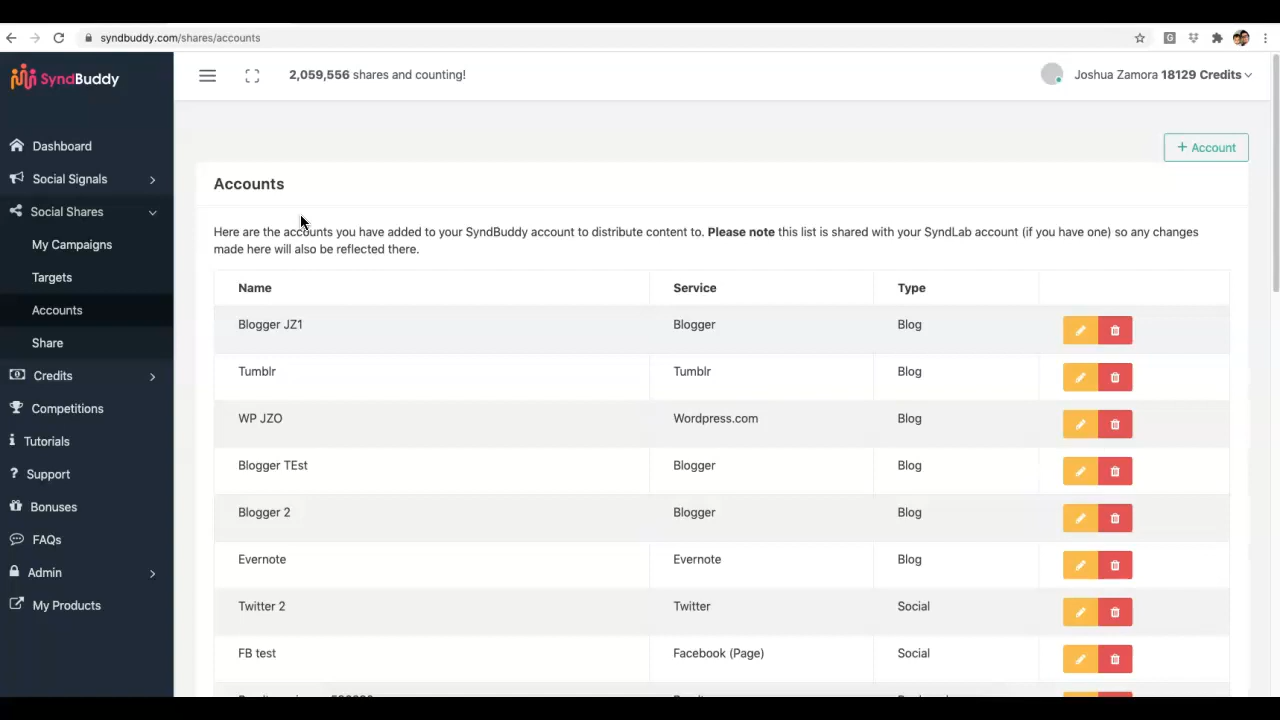 syndbuddy.com/shares/accounts
SyndBuddy
2,059,556 shares and counting!
Joshua Zamora 18129 Credits
Dashboard
Social Signals
Social Shares
My Campaigns
Targets
Accounts
Share
Credits
Competitions
Tutorials
Support
Bonuses
FAQs
Admin
My Products
+ Account
Accounts
Here are the accounts you have added to your SyndBuddy account to distribute content to. Please note this list is shared with your SyndLab account (if you have one) so any changes
made here will also be reflected there.
Name Service Type
Blogger JZ1 Blogger Blog
Tumblr Tumblr Blog
WP JZO Wordpress.com Blog
Blogger TEst Blogger Blog
Blogger 2 Blogger Blog
Evernote Evernote Blog
Twitter 2 Twitter Social
FB test Facebook (Page) Social